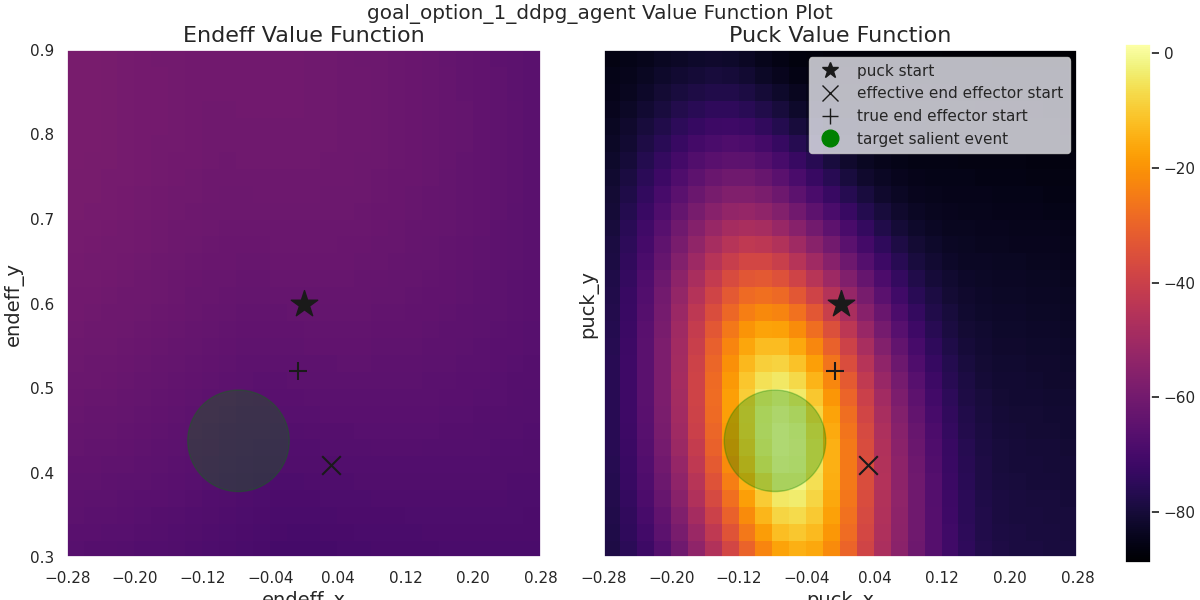 goal_option_1_ddpg_agent Value Function Plot
Endeff Value Function
Puck Value Function
puck start
effective end effector start
true end effector start
target salient event
endeff_y
0.9
0.8
0.7
0.6
0.5
0.4
0.3
−0.28 −0.20 −0.12 −0.04 0.04 0.12 0.20 0.28
endeff_x
puck_y
−0.28 −0.20 −0.12 −0.04 0.04 0.12 0.20 0.28
puck_x
0
−20
−40
−60
−80